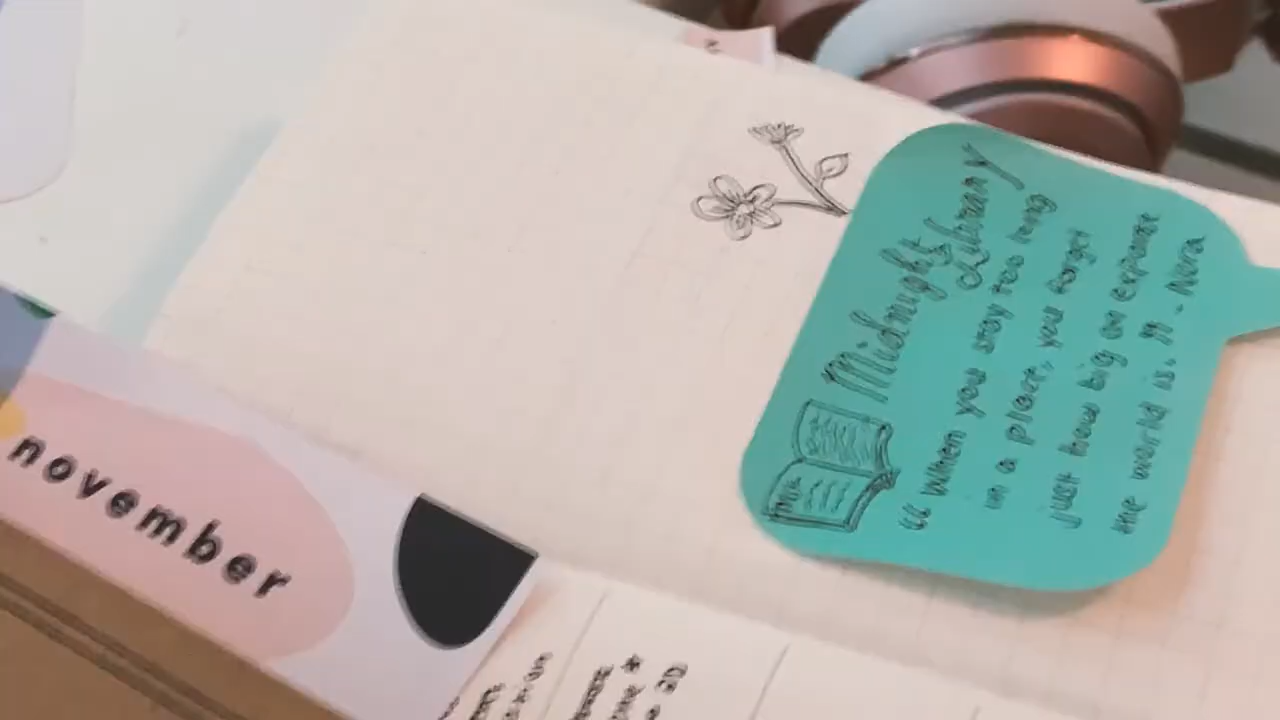 Midnight
Library
" When you stay too long
in a place, you forget
just how big an expanse
the world is. " - Nora
november